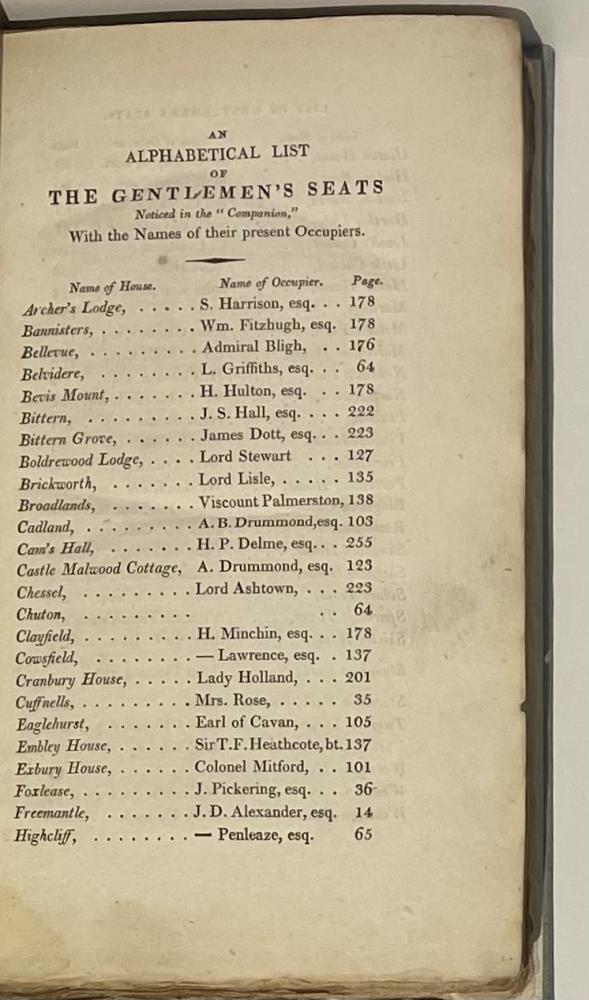 AN
ALPHABETICAL LIST
OF
THE GENTLEMEN'S SEATS
Noticed in the "Companion,"
With the Names of their present Occupiers.
Name of House. Name of Occupier. Page.
Archer's Lodge, . . . . . S. Harrison, esq. . . 178
Bannisters, . . . . . . . . Wm. Fitzhugh, esq. 178
Bellevue, . . . . . . . . . Admiral Bligh, . . 176
Belvidere, . . . . . . . . L. Griffiths, esq. . . 64
Bevis Mount, . . . . . . . H. Hulton, esq. . . 178
Bittern, . . . . . . . . . J. S. Hall, esq. . . . 222
Bittern Grove, . . . . . . James Dott, esq. . . 223
Boldrewood Lodge, . . . . Lord Stewart . . . 127
Brickworth, . . . . . . . Lord Lisle, . . . . . 135
Broadlands, . . . . . . . Viscount Palmerston, 138
Cadland, . . . . . . . . . A. B. Drummond, esq. 103
Cam's Hall, . . . . . . . H. P. Delme, esq. . . 255
Castle Malwood Cottage, A. Drummond, esq. 123
Chessel, . . . . . . . . . Lord Ashtown, . . . 223
Chuton, . . . . . . . . . . . 64
Clayfield, . . . . . . . . . H. Minchin, esq. . . 178
Cowsfield, . . . . . . . . — Lawrence, esq. . 137
Cranbury House, . . . . . Lady Holland, . . . 201
Cuffnells, . . . . . . . . . Mrs. Rose, . . . . . 35
Eaglehurst, . . . . . . . Earl of Cavan, . . . 105
Embley House, . . . . . . Sir T. F. Heathcote, bt. 137
Exbury House, . . . . . . Colonel Mitford, . . 101
Foxlease, . . . . . . . . . J. Pickering, esq. . . 36
Freemantle, . . . . . . . J. D. Alexander, esq. 14
Highcliff, . . . . . . . . — Penleaze, esq. 65